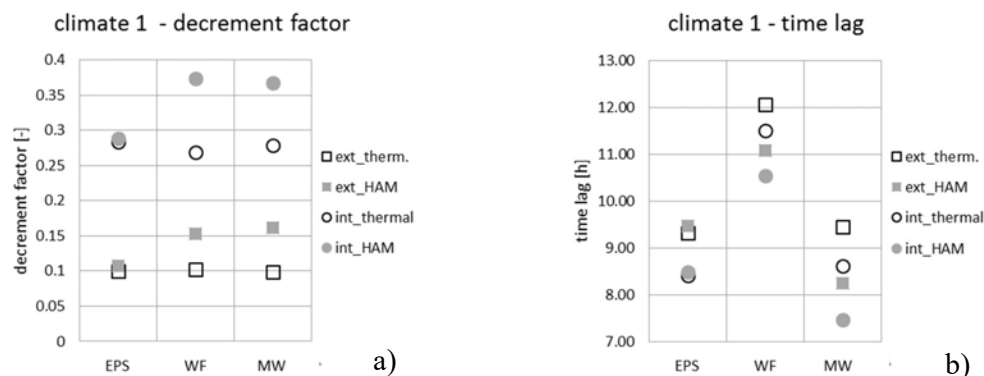 climate 1 - decrement factor
decrement factor [-]
0.4
0.35
0.3
0.25
0.2
0.15
0.1
0.05
0
EPS WF MW
ext_therm.
ext_HAM
int_thermal
int_HAM
a)
climate 1 - time lag
time lag [h]
13.00
12.00
11.00
10.00
9.00
8.00
7.00
EPS WF MW
ext_therm.
ext_HAM
int_thermal
int_HAM
b)